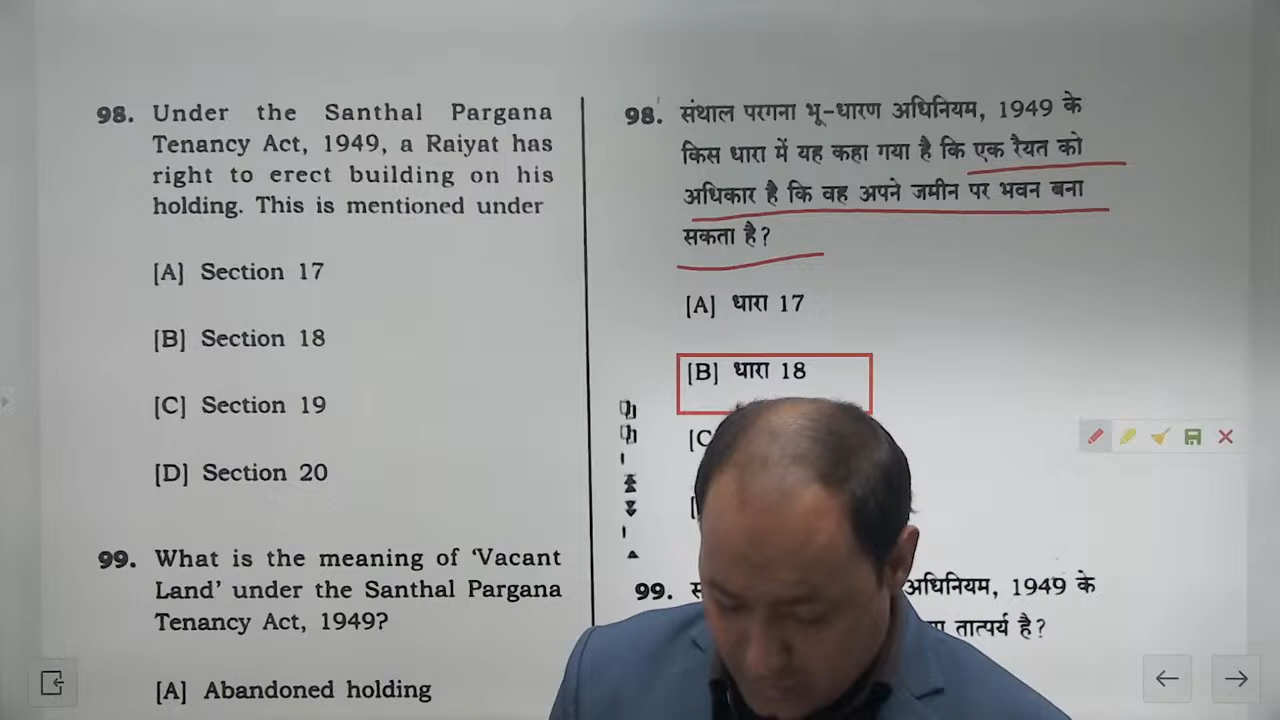 98. Under the Santhal Pargana
Tenancy Act, 1949, a Raiyat has
right to erect building on his
holding. This is mentioned under
[A] Section 17
[B] Section 18
[C] Section 19
[D] Section 20
99. What is the meaning of ‘Vacant
Land’ under the Santhal Pargana
Tenancy Act, 1949?
[A] Abandoned holding
98. संथाल परगना भू-धारण अधिनियम, 1949 के
किस धारा में यह कहा गया है कि एक रैयत को
अधिकार है कि वह अपने जमीन पर भवन बना
सकता है?
[A] धारा 17
[B] धारा 18
[C
99. अधिनियम, 1949 के
तात्पर्य है?